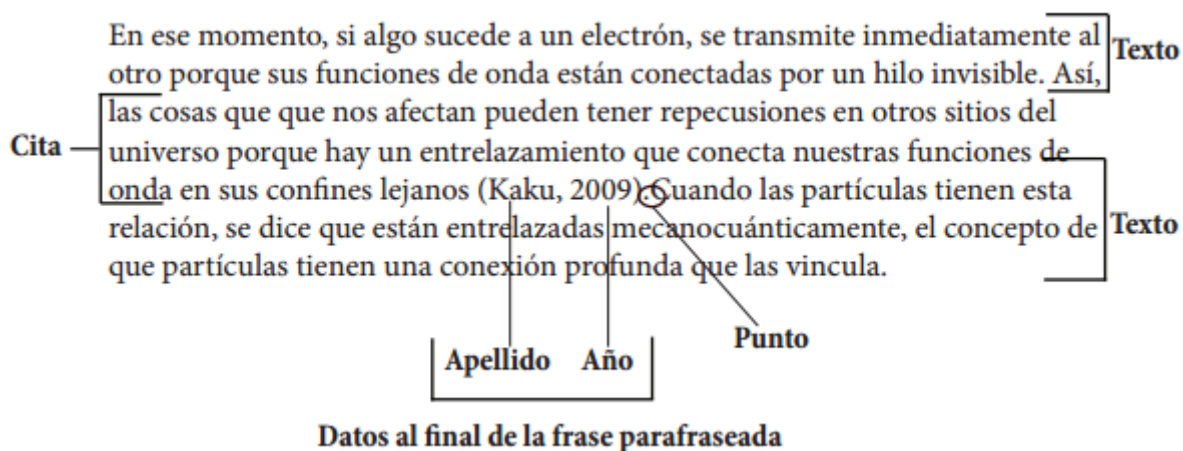 En ese momento, si algo sucede a un electrón, se transmite inmediatamente al
otro porque sus funciones de onda están conectadas por un hilo invisible. Así,
las cosas que que nos afectan pueden tener repecusiones en otros sitios del
universo porque hay un entrelazamiento que conecta nuestras funciones de
onda en sus confines lejanos (Kaku, 2009).Cuando las partículas tienen esta
relación, se dice que están entrelazadas mecanocuánticamente, el concepto de
que partículas tienen una conexión profunda que las vincula.
Texto
Cita
Texto
Punto
Apellido Año
Datos al final de la frase parafraseada